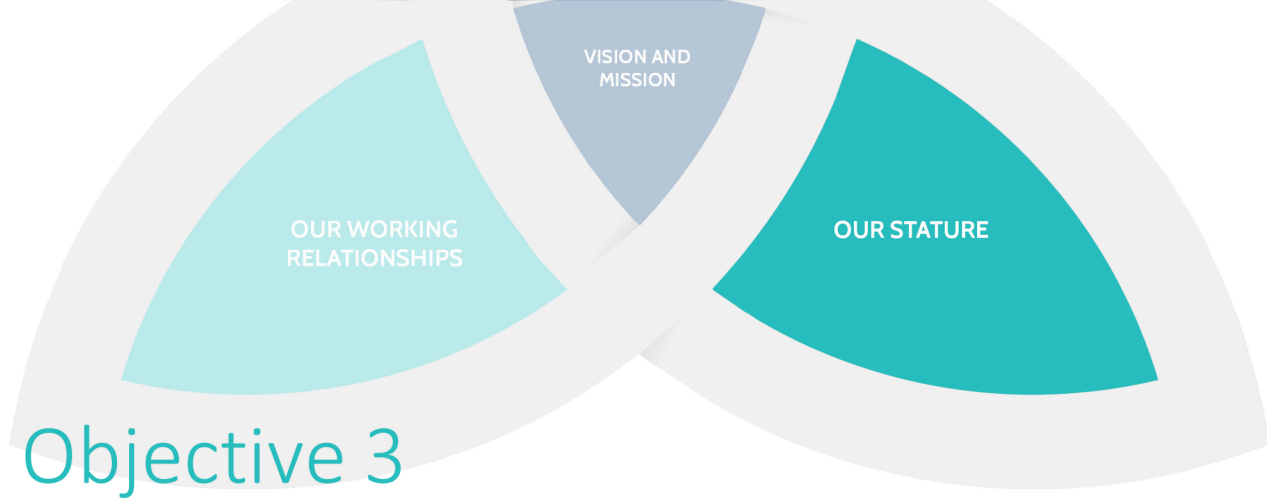 VISION AND
MISSION
OUR WORKING
RELATIONSHIPS
OUR STATURE
Objective 3